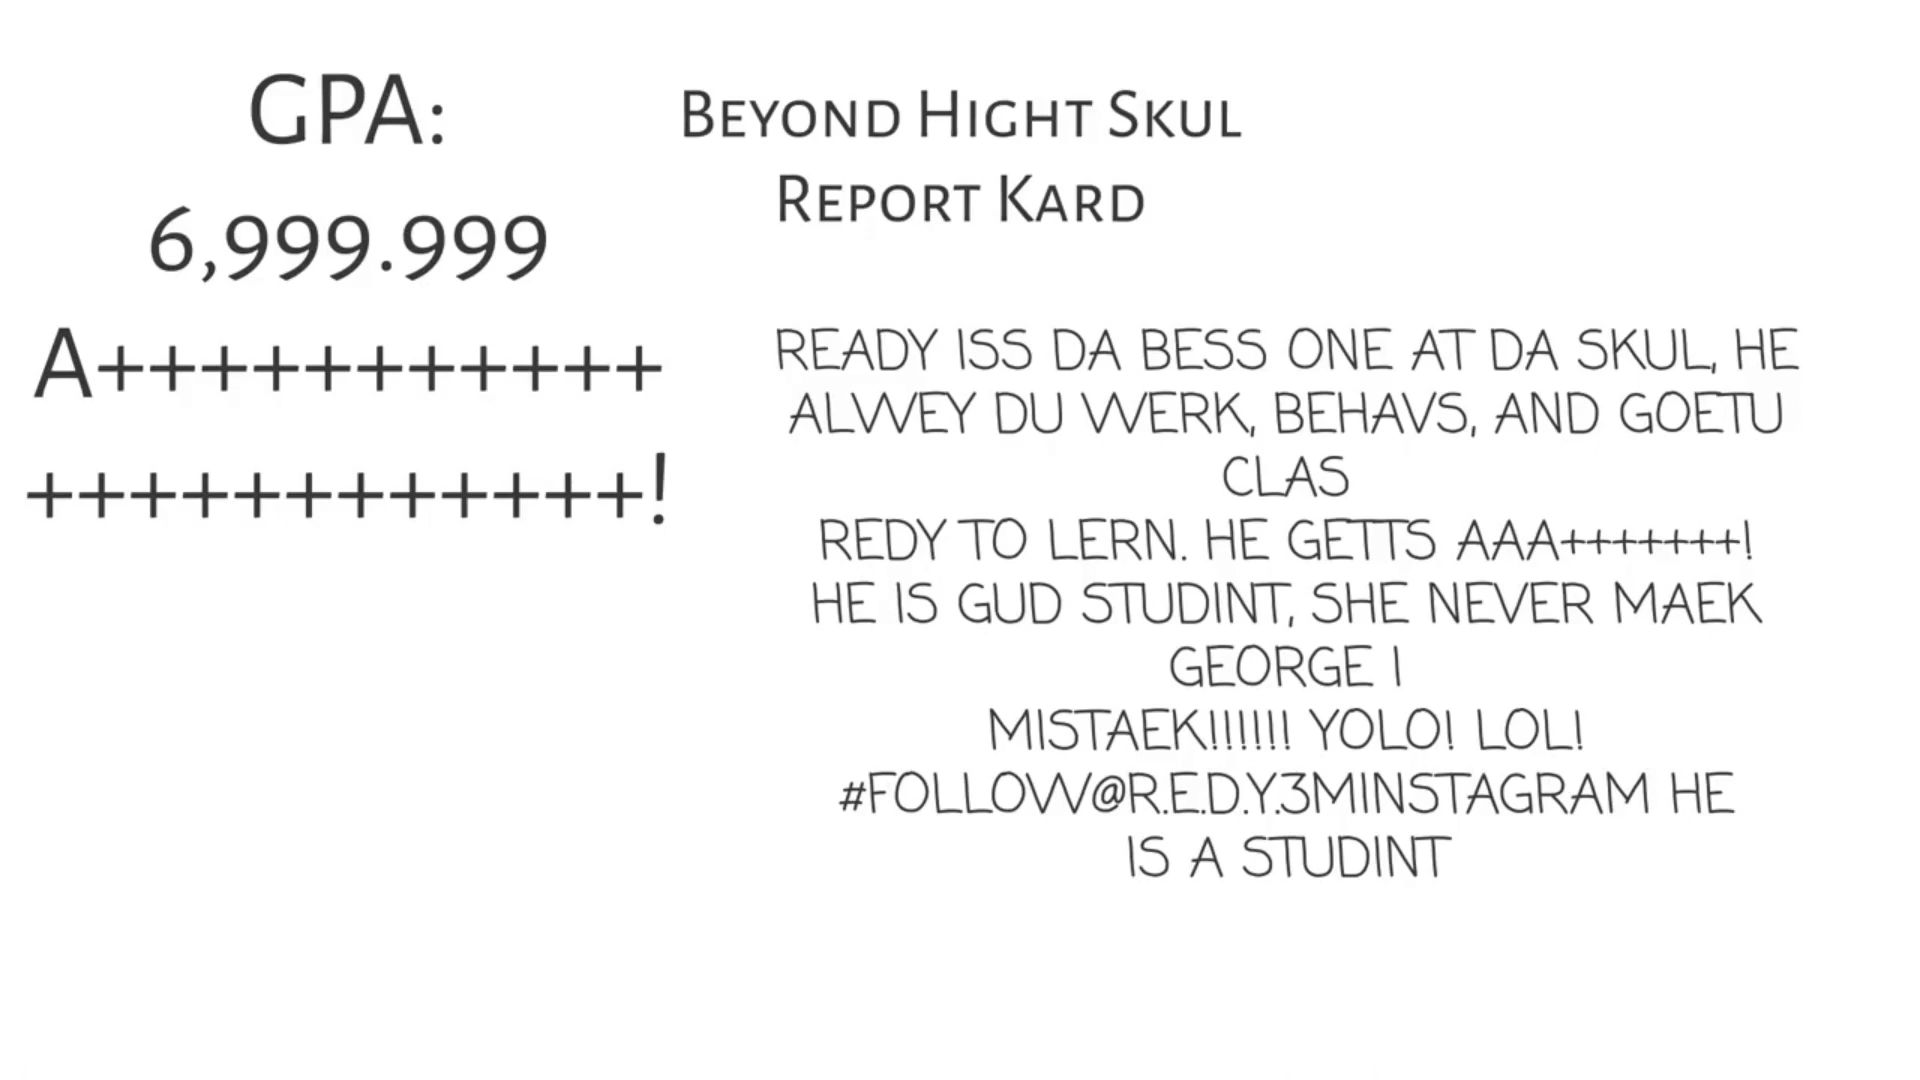 GPA:
6,999.999
A+++++++++++
++++++++++++!
Beyond Hight Skul
Report Kard
READY ISS DA BESS ONE AT DA SKUL, HE
ALWEY DU WERK, BEHAVS, AND GOETU
CLAS
REDY TO LERN. HE GETTS AAA+++++++!
HE IS GUD STUDINT, SHE NEVER MAEK
GEORGE I
MISTAEK!!!!!! YOLO! LOL!
#FOLLOW@R.E.D.Y.3MINSTAGRAM HE
IS A STUDINT